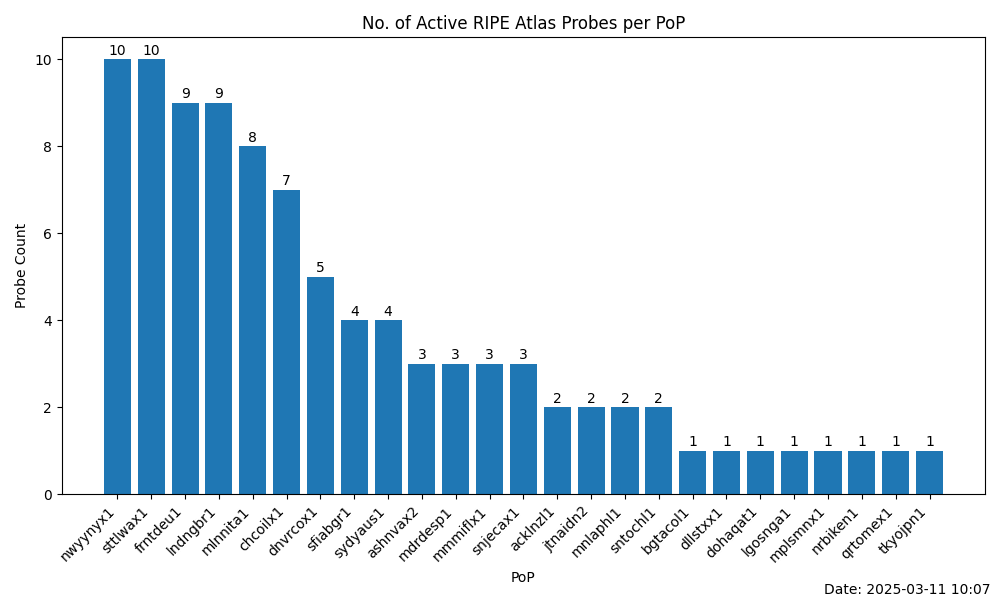 No. of Active RIPE Atlas Probes per PoP
Probe Count
10
8
6
4
2
0
10 10 9 9 8 7 5 4 4 3 3 3 3 2 2 2 2 1 1 1 1 1 1 1 1
nwyynyx1 sttlwax1 frntdeu1 lndngbr1 mlnnita1 chcoilx1 dnvrcox1 sfiabgr1 sydyaus1 ashnvax2 mdrdesp1 mmmiflx1 snjecax1 acklnzl1 jtnaidn2 mnlaphl1 sntochl1 bgtacol1 dllstxx1 dohaqat1 lgosnga1 mplsmnx1 nrbiken1 qrtomex1 tkyojpn1
PoP
Date: 2025-03-11 10:07